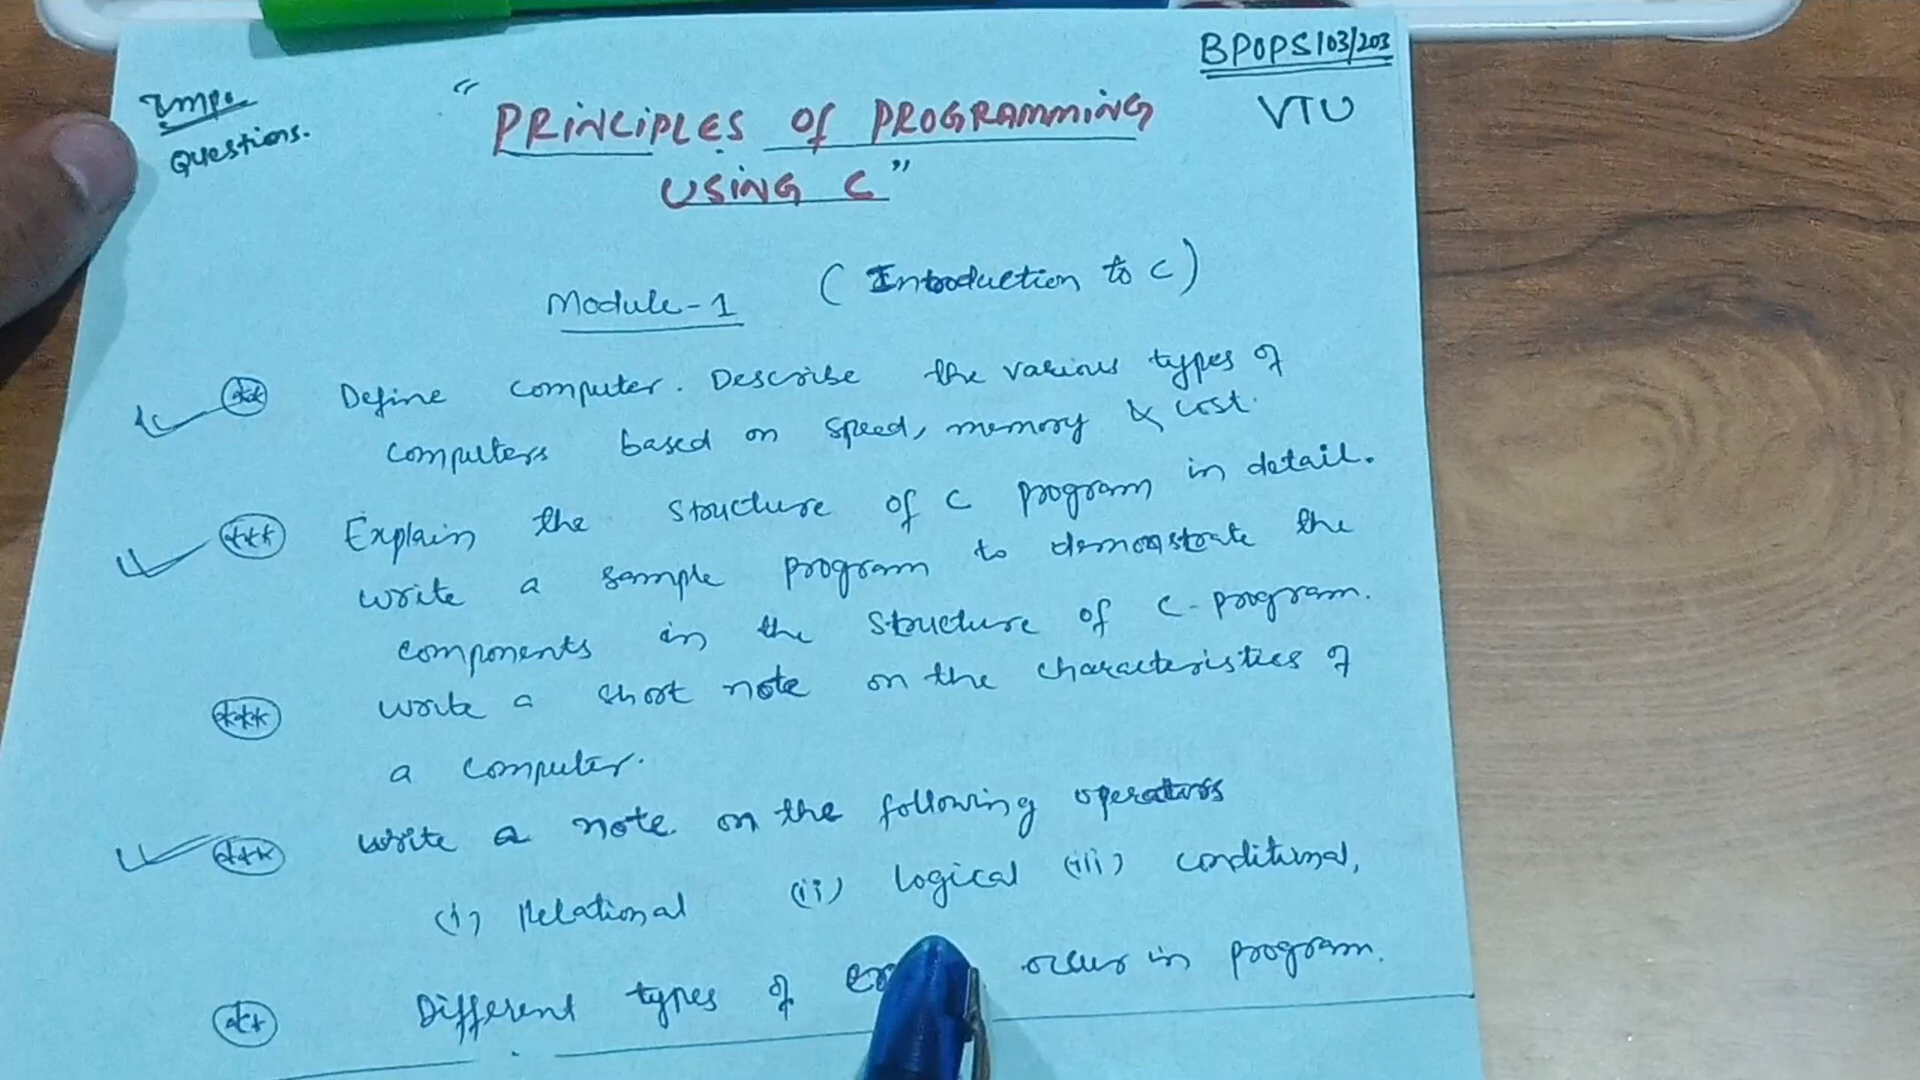 BPOPS103/203
VTU
Imp.
Questions.
"PRINCIPLES Of PROGRAMMING
USING C"
Module-1 (Introduction to C)
** Define computer. Describe the various types of
computers based on speed, memory & cost.
*** Explain the structure of C program in detail.
write a sample program to demonstrate the
components in the structure of C-program.
*** write a short note on the characteristics of
a computer.
*** write a note on the following operators
(i) Relational (ii) logical (iii) conditional,
** Different types of occur in program.